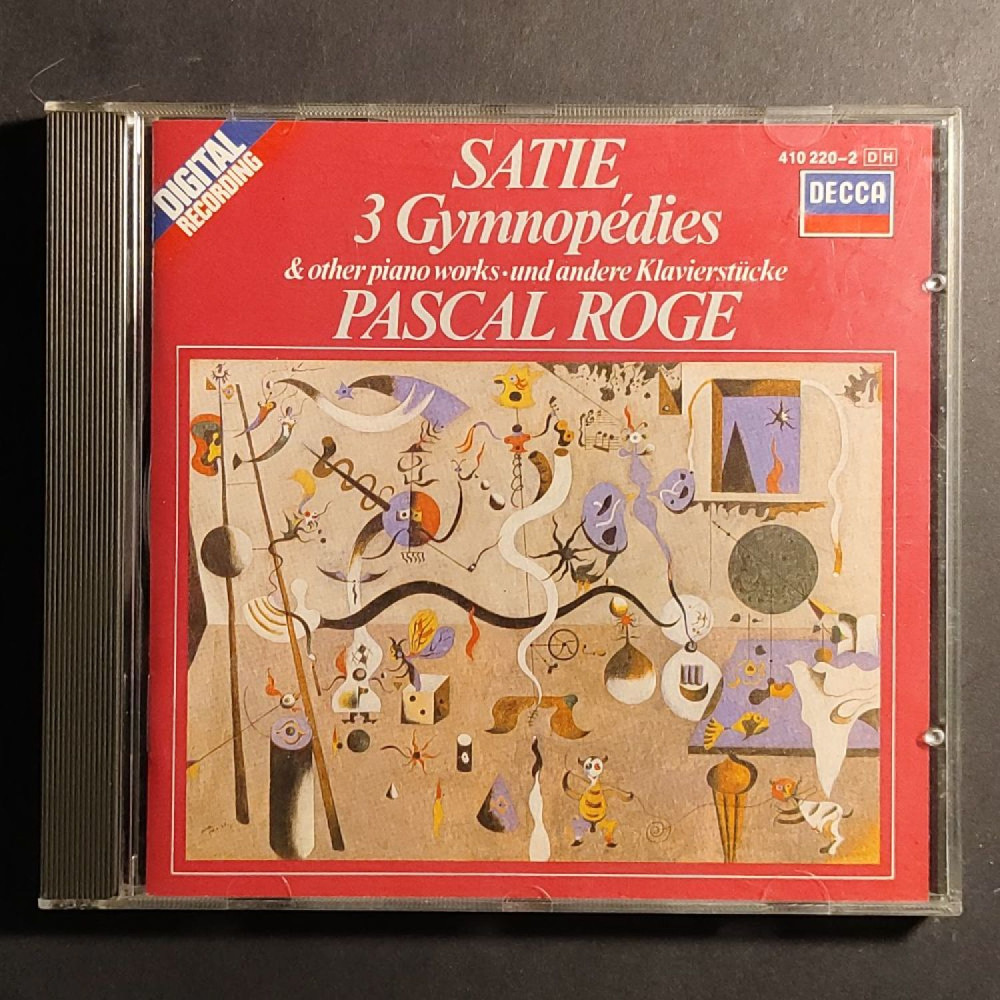 DIGITAL
RECORDING
SATIE
3 Gymnopédies
& other piano works · und andere Klavierstücke
PASCAL ROGE
410 220-2 DH
DECCA